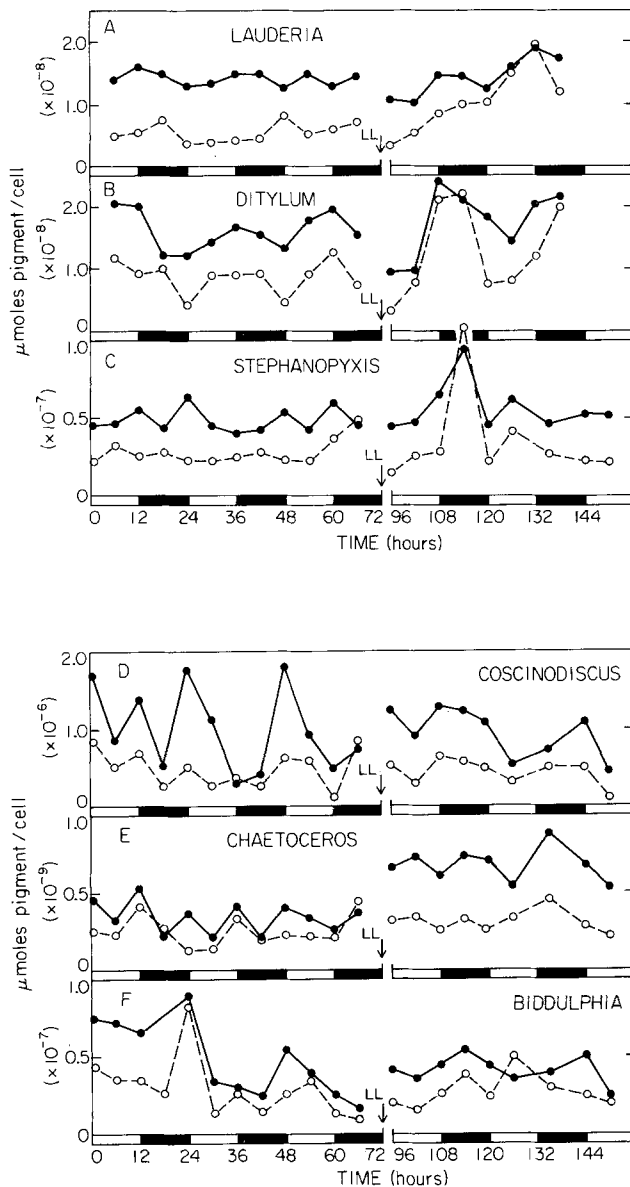 A
LAUDERIA
2.0
1.0
0
(×10⁻⁸)
LL
B
DITYLUM
2.0
1.0
0
(×10⁻⁸)
LL
C
STEPHANOPYXIS
1.0
0.5
0
(×10⁻⁷)
LL
μmoles pigment/cell
0 12 24 36 48 60 72 96 108 120 132 144
TIME (hours)
D
COSCINODISCUS
2.0
1.0
0
(×10⁻⁶)
LL
E
CHAETOCEROS
1.0
0.5
0
(×10⁻⁹)
LL
F
BIDDULPHIA
1.0
0.5
0
(×10⁻⁷)
LL
μmoles pigment/cell
0 12 24 36 48 60 72 96 108 120 132 144
TIME (hours)